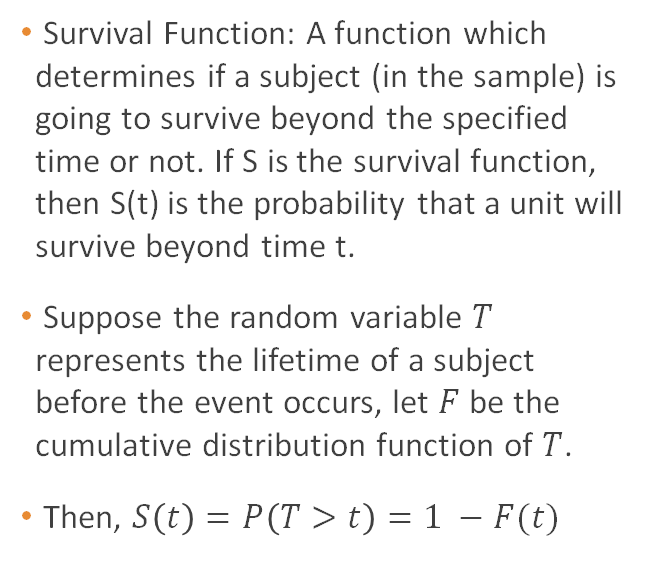 • Survival Function: A function which
determines if a subject (in the sample) is
going to survive beyond the specified
time or not. If S is the survival function,
then S(t) is the probability that a unit will
survive beyond time t.
• Suppose the random variable T
represents the lifetime of a subject
before the event occurs, let F be the
cumulative distribution function of T.
• Then, S(t) = P(T > t) = 1 − F(t)